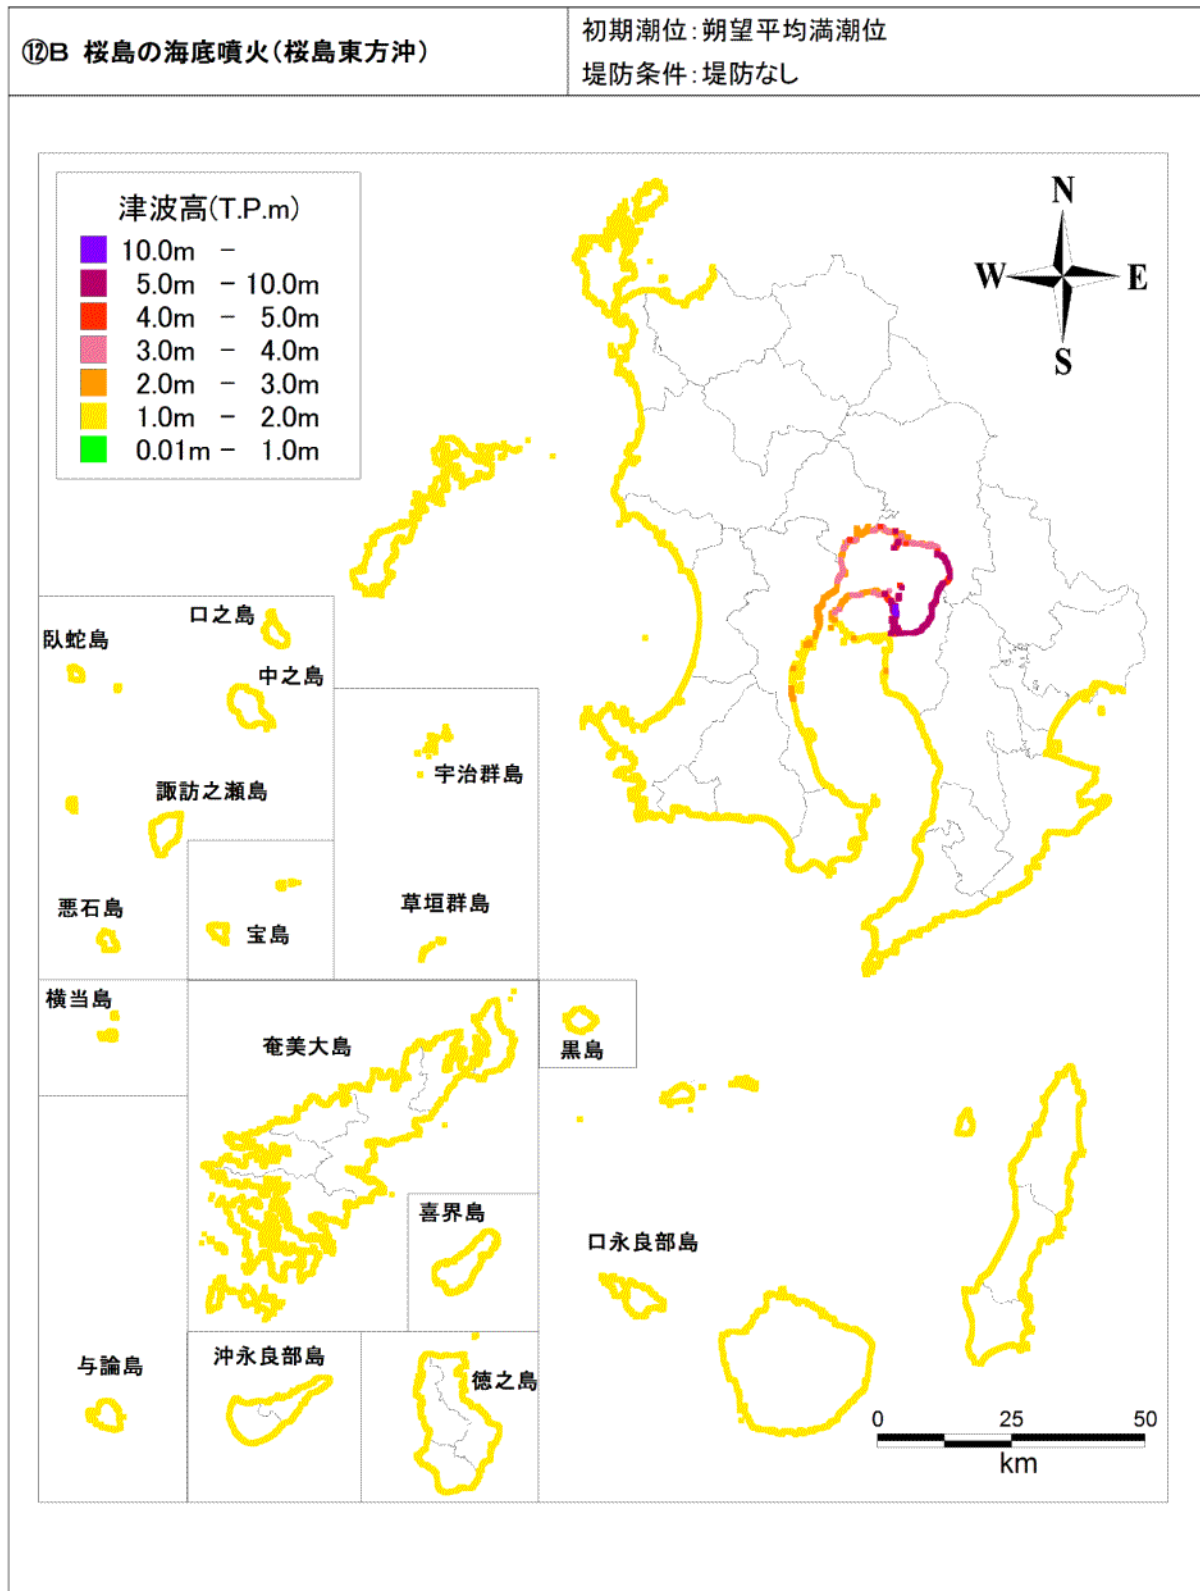 ⑫B 桜島の海底噴火(桜島東方沖)
初期潮位:朔望平均満潮位
堤防条件:堤防なし
津波高(T.P.m)
10.0m −
5.0m − 10.0m
4.0m − 5.0m
3.0m − 4.0m
2.0m − 3.0m
1.0m − 2.0m
0.01m − 1.0m
N
W E
S
口之島
臥蛇島
中之島
宇治群島
諏訪之瀬島
草垣群島
悪石島
宝島
横当島
奄美大島
黒島
喜界島
口永良部島
与論島
沖永良部島
徳之島
0 25 50
km